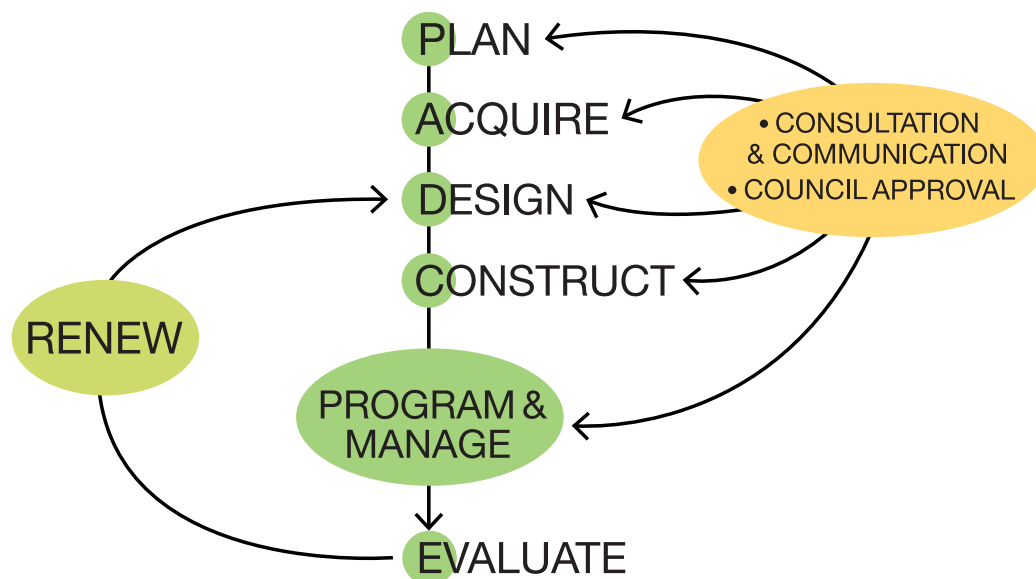 PLAN
ACQUIRE
• CONSULTATION
& COMMUNICATION
• COUNCIL APPROVAL
DESIGN
CONSTRUCT
RENEW
PROGRAM &
MANAGE
EVALUATE